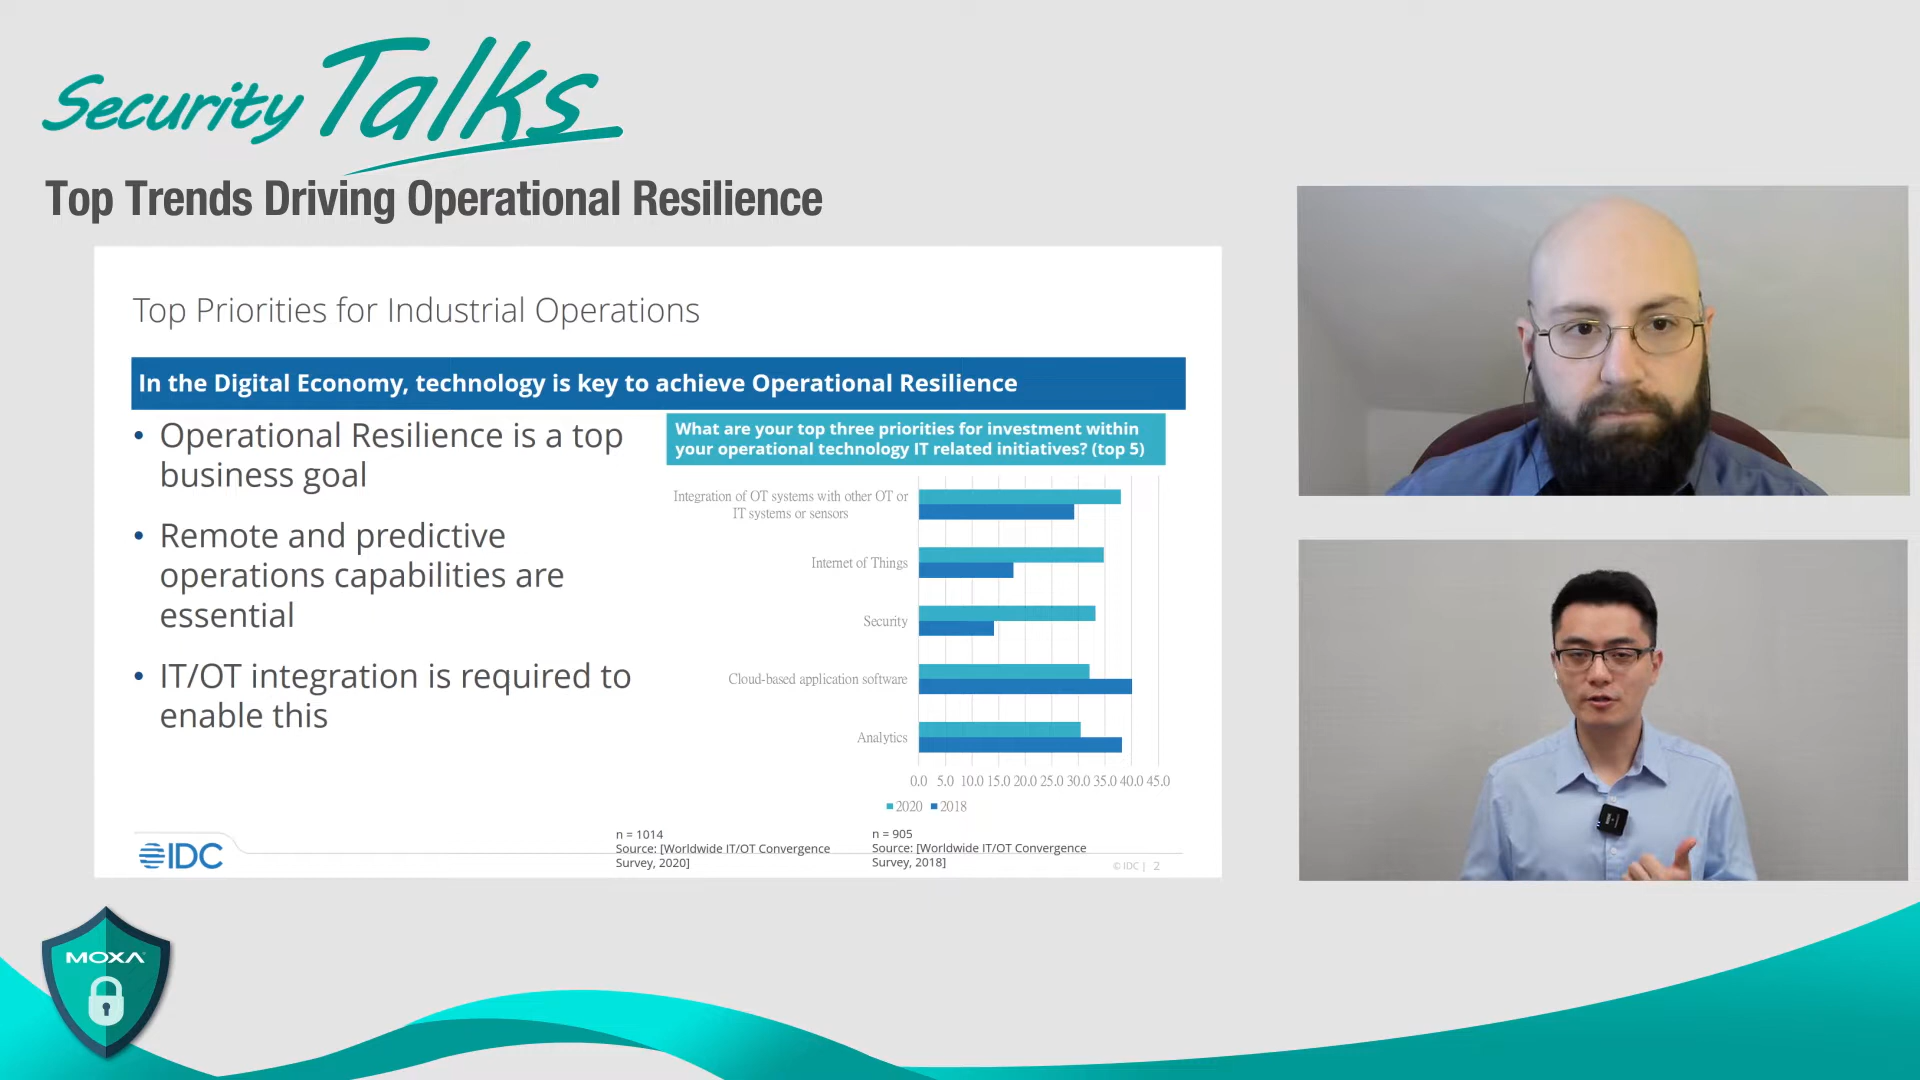 Security Talks
Top Trends Driving Operational Resilience
Top Priorities for Industrial Operations
In the Digital Economy, technology is key to achieve Operational Resilience
• Operational Resilience is a top
business goal
• Remote and predictive
operations capabilities are
essential
• IT/OT integration is required to
enable this
What are your top three priorities for investment within
your operational technology IT related initiatives? (top 5)
Integration of OT systems with other OT or
IT systems or sensors
Internet of Things
Security
Cloud-based application software
Analytics
0.0 5.0 10.0 15.0 20.0 25.0 30.0 35.0 40.0 45.0
2020 2018
n = 1014
Source: [Worldwide IT/OT Convergence
Survey, 2020]
n = 905
Source: [Worldwide IT/OT Convergence
Survey, 2018]
IDC
© IDC | 2
MOXA